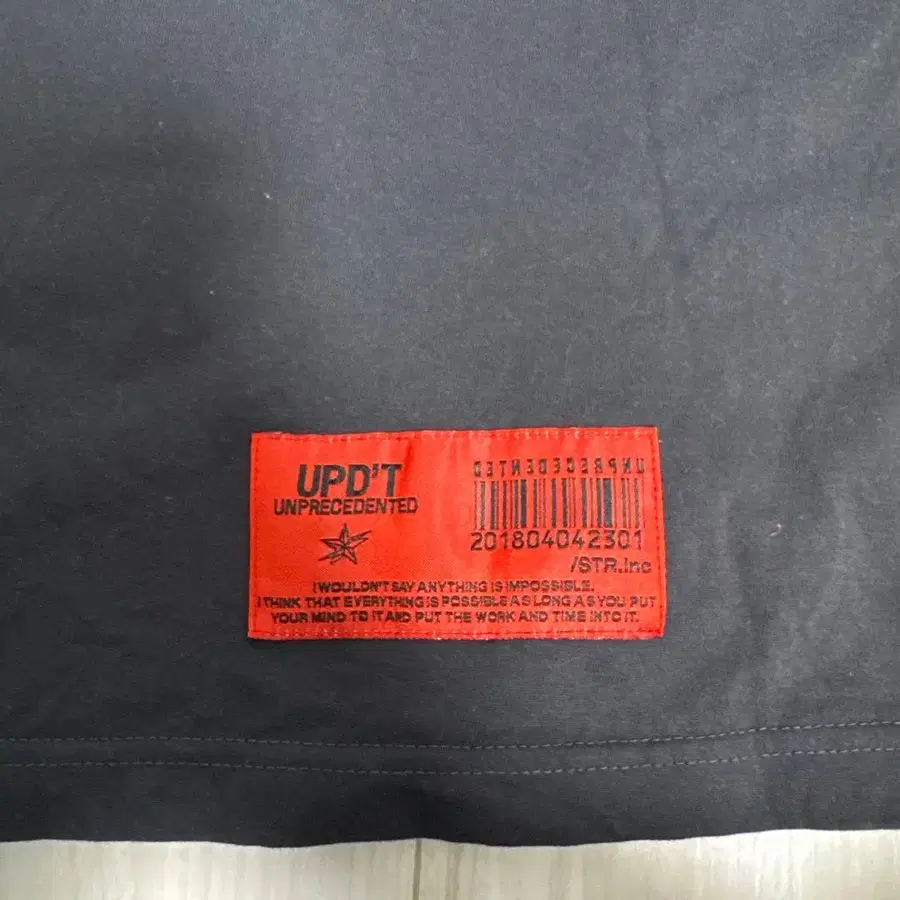 UPD'T
UNPRECEDENTED
UNPRECEDENTED
201804042301
/STR.Inc
I WOULDN'T SAY ANYTHING IS IMPOSSIBLE.
I THINK THAT EVERYTHING IS POSSIBLE AS LONG AS YOU PUT
YOUR MIND TO IT AND PUT THE WORK AND TIME INTO IT.